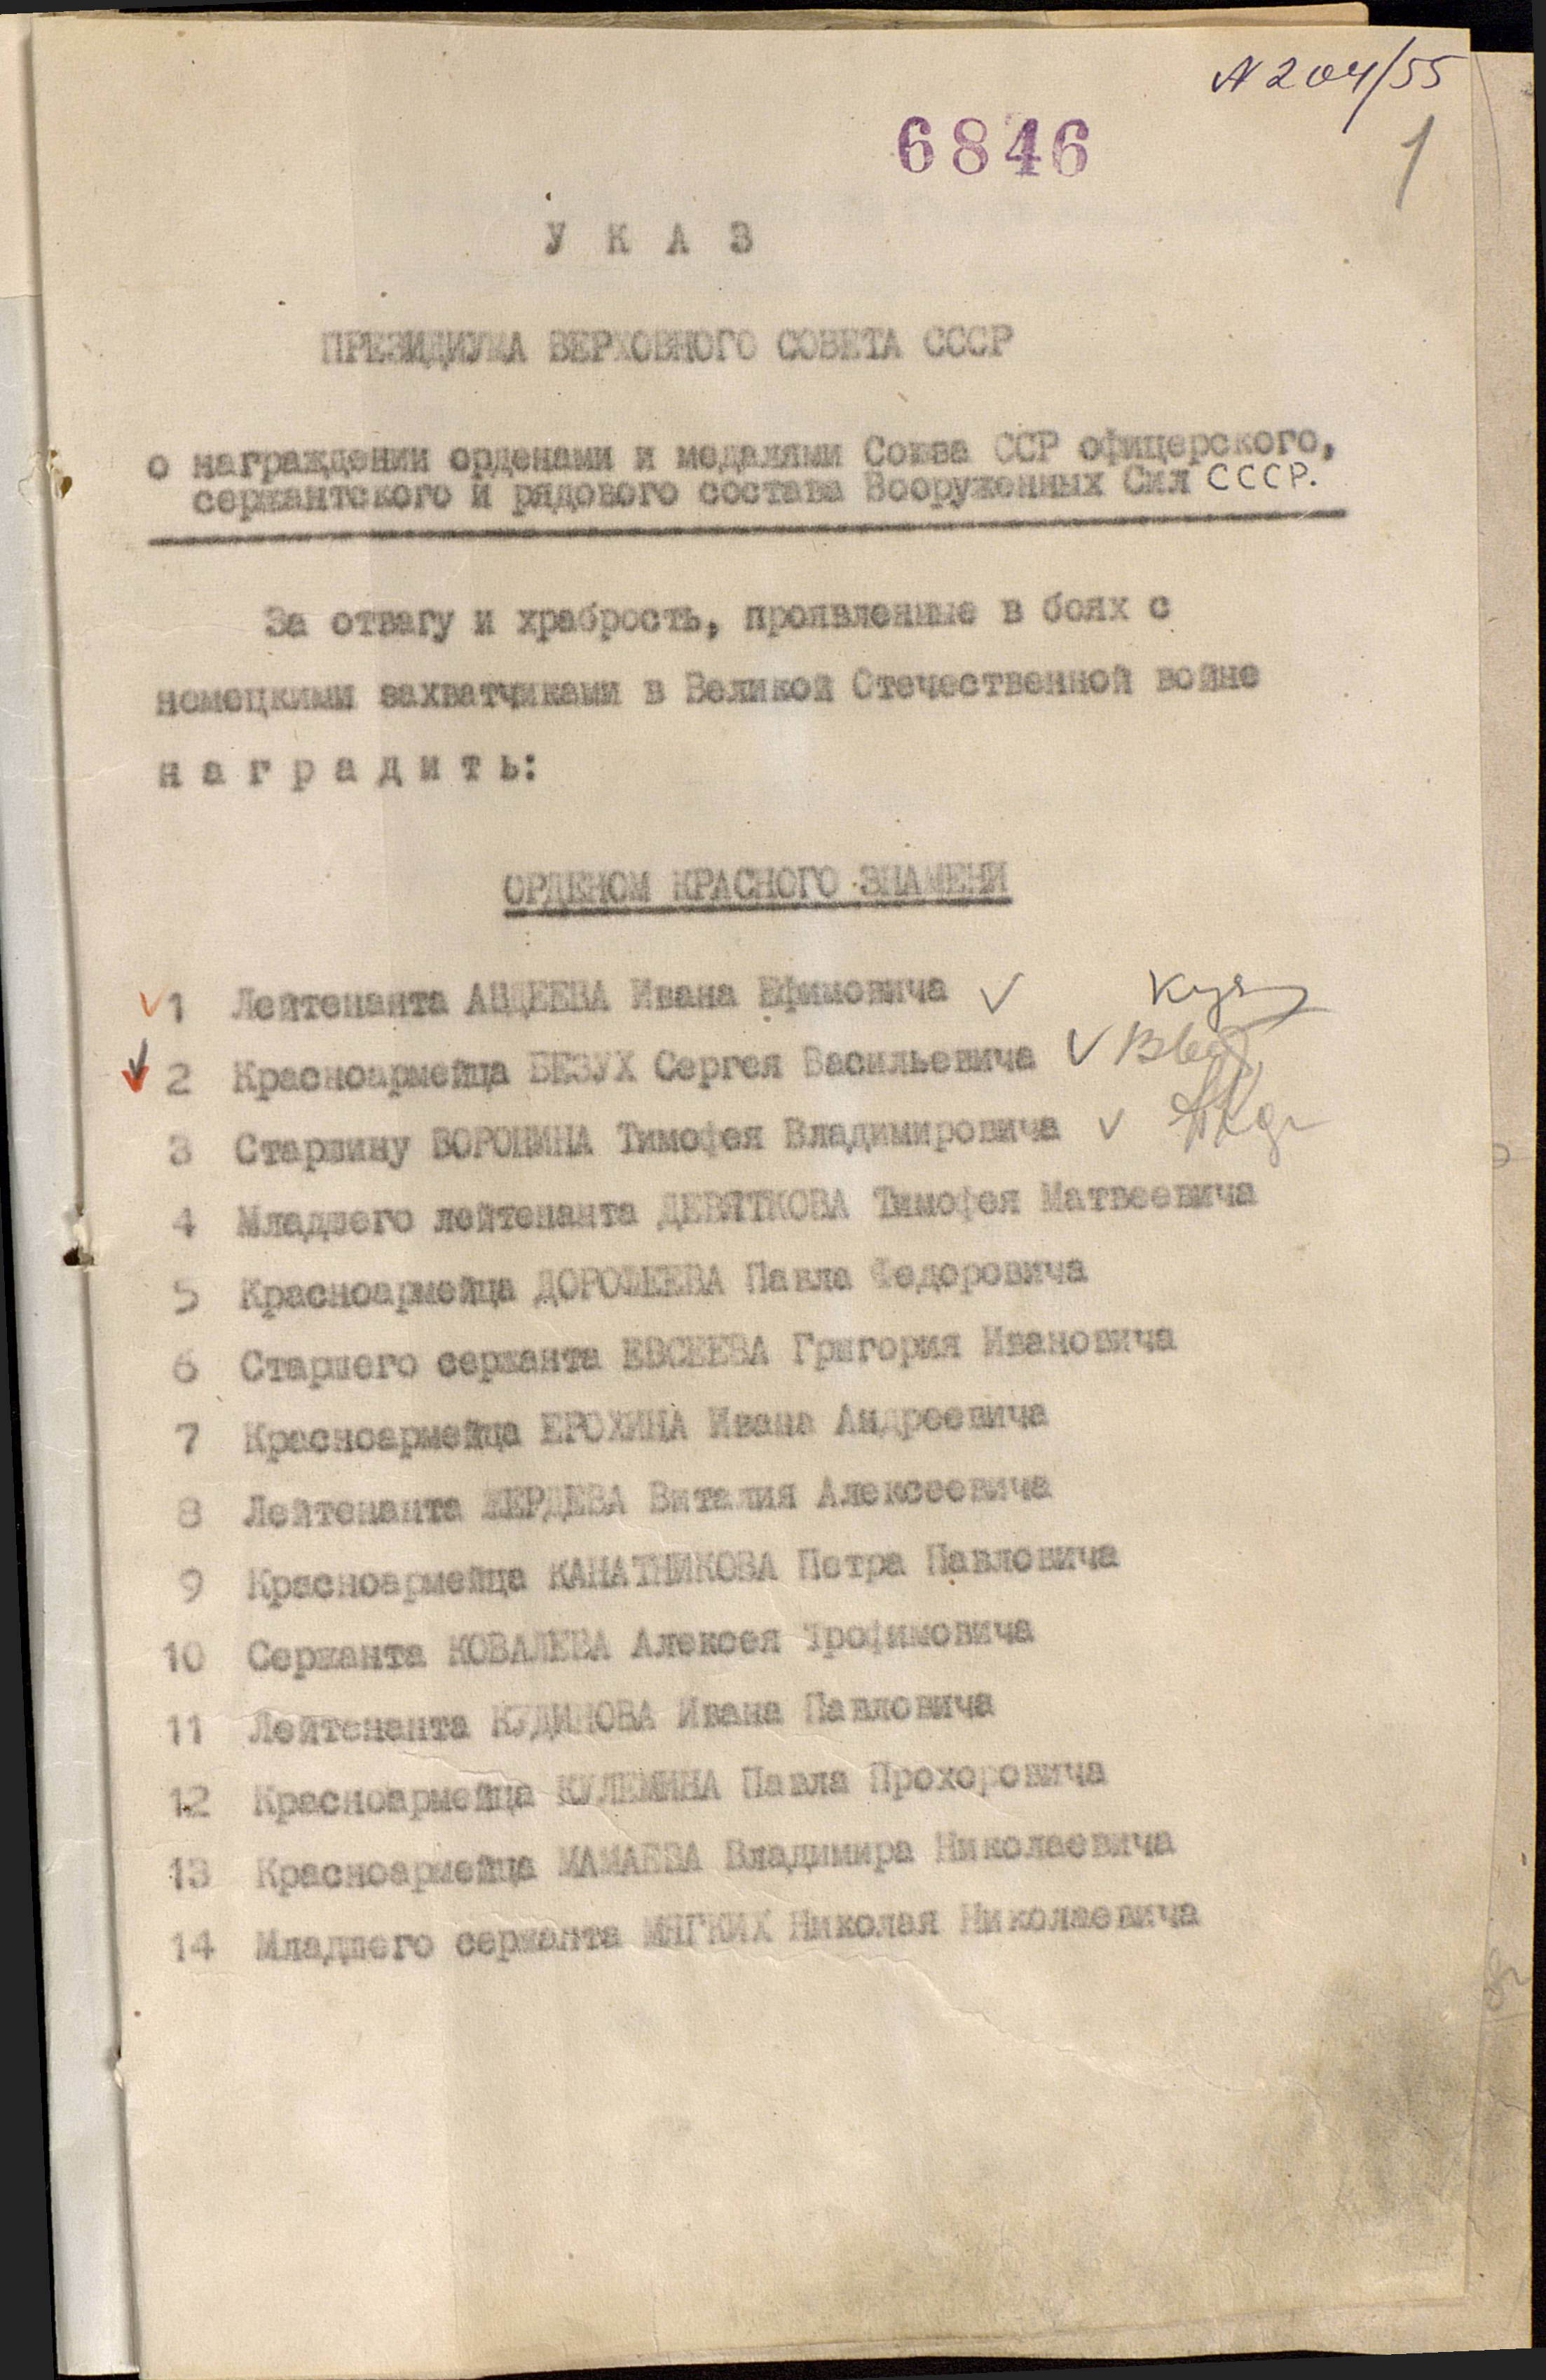 N 204/55
6846
1
У К А З
ПРЕЗИДИУМА ВЕРХОВНОГО СОВЕТА СССР
о награждении орденами и медалями Союза ССР офицерского,
сержантского и рядового состава Вооруженных Сил СССР.
За отвагу и храбрость, проявленные в боях с
немецкими захватчиками в Великой Отечественной войне
н а г р а д и т ь:
ОРДЕНОМ КРАСНОГО ЗНАМЕНИ
1 Лейтенанта АВДЕЕВА Ивана Ефимовича
2 Красноармейца БЕЗУХ Сергея Васильевича
3 Старшину ВОРОНИНА Тимофея Владимировича
4 Младшего лейтенанта ДЕВЯТКОВА Тимофея Матвеевича
5 Красноармейца ДОРОФЕЕВА Павла Федоровича
6 Старшего сержанта ЕВСЕЕВА Григория Ивановича
7 Красноармейца ЕРОХИНА Ивана Андреевича
8 Лейтенанта ЖЕРДЕВА Виталия Алексеевича
9 Красноармейца КАНАТНИКОВА Петра Павловича
10 Сержанта КОВАЛЕВА Алексея Трофимовича
11 Лейтенанта КУДИНОВА Ивана Павловича
12 Красноармейца КУЛЕМИНА Павла Прохоровича
13 Красноармейца МАМАЕВА Владимира Николаевича
14 Младшего сержанта МЯГКИХ Николая Николаевича